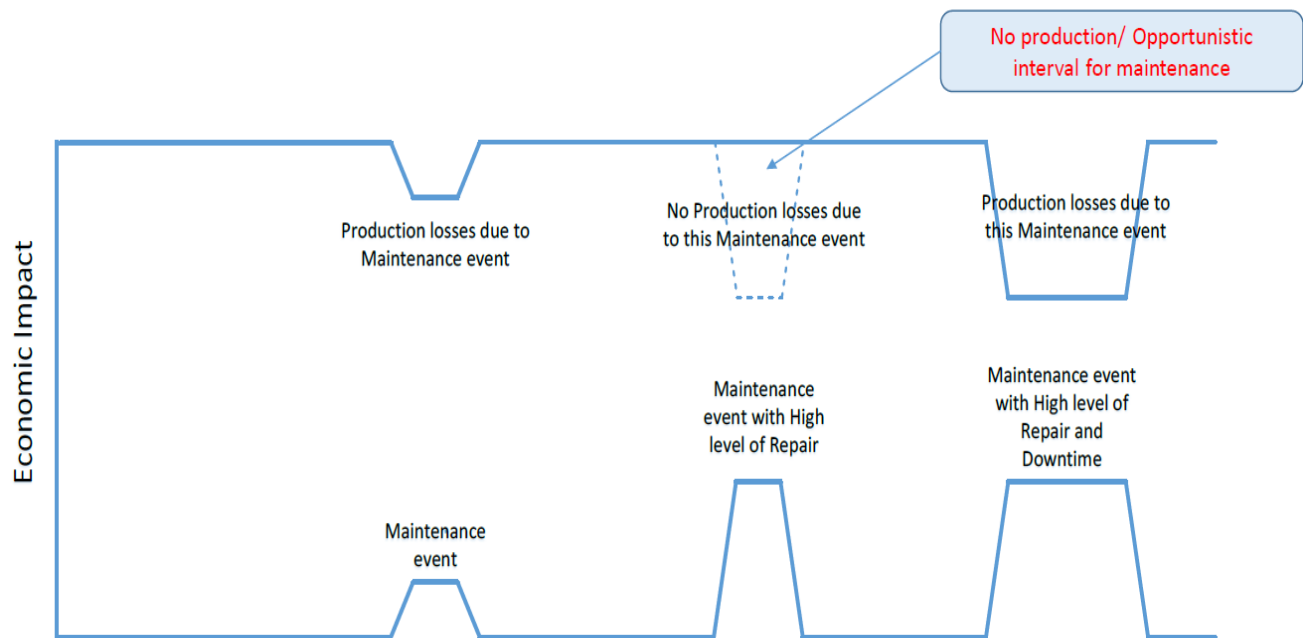 No production/ Opportunistic
interval for maintenance
Economic Impact
Production losses due to
Maintenance event
No Production losses due
to this Maintenance event
Production losses due to
this Maintenance event
Maintenance
event
Maintenance
event with High
level of Repair
Maintenance event
with High level of
Repair and
Downtime